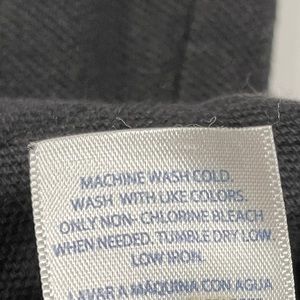 MACHINE WASH COLD.
WASH WITH LIKE COLORS.
ONLY NON- CHLORINE BLEACH
WHEN NEEDED. TUMBLE DRY LOW.
LOW IRON.
LAVAR A MAQUINA CON AGUA